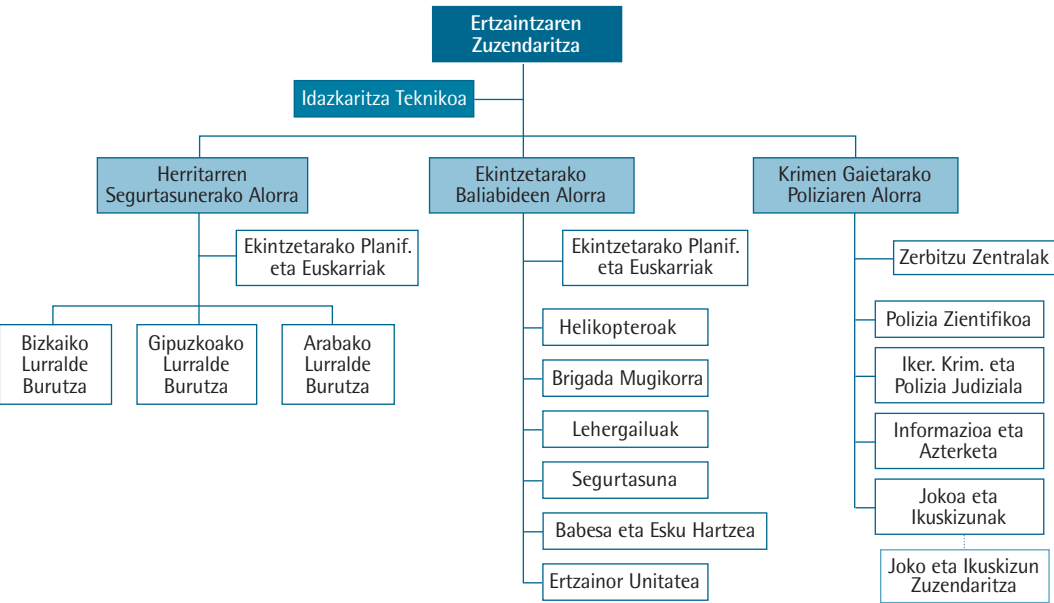 Ertzaintzaren
Zuzendaritza
Idazkaritza Teknikoa
Herritarren
Segurtasunerako Alorra
Ekintzetarako Planif.
eta Euskarriak
Bizkaiko
Lurralde
Burutza
Gipuzkoako
Lurralde
Burutza
Arabako
Lurralde
Burutza
Ekintzetarako
Baliabideen Alorra
Ekintzetarako Planif.
eta Euskarriak
Helikopteroak
Brigada Mugikorra
Lehergailuak
Segurtasuna
Babesa eta Esku Hartzea
Ertzainor Unitatea
Krimen Gaietarako
Poliziaren Alorra
Zerbitzu Zentralak
Polizia Zientifikoa
Iker. Krim. eta
Polizia Judiziala
Informazioa eta
Azterketa
Jokoa eta
Ikuskizunak
Joko eta Ikuskizun
Zuzendaritza